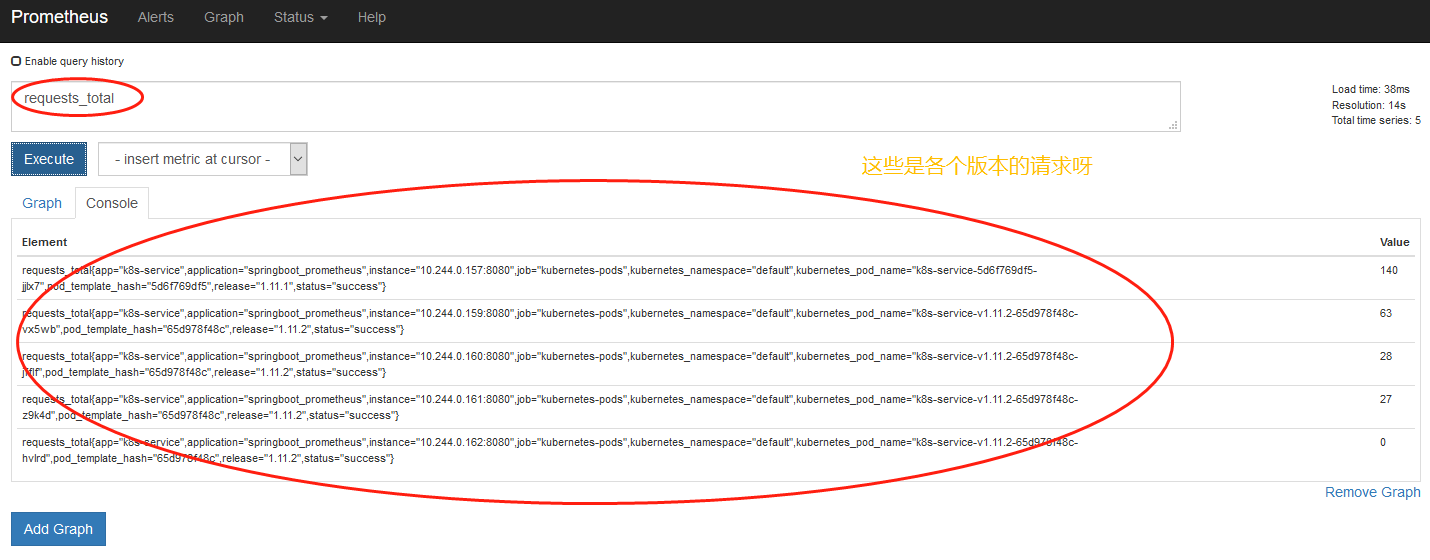 Prometheus Alerts Graph Status Help
Enable query history
requests_total
Load time: 38ms
Resolution: 14s
Total time series: 5
Execute - insert metric at cursor -
这些是各个版本的请求呀
Graph Console
Element Value
requests_total{app="k8s-service",application="springboot_prometheus",instance="10.244.0.157:8080",job="kubernetes-pods",kubernetes_namespace="default",kubernetes_pod_name="k8s-service-5d6f769df5- 140
jjlx7",pod_template_hash="5d6f769df5",release="1.11.1",status="success"}
requests_total{app="k8s-service",application="springboot_prometheus",instance="10.244.0.159:8080",job="kubernetes-pods",kubernetes_namespace="default",kubernetes_pod_name="k8s-service-v1.11.2-65d978f48c- 63
vx5wb",pod_template_hash="65d978f48c",release="1.11.2",status="success"}
requests_total{app="k8s-service",application="springboot_prometheus",instance="10.244.0.160:8080",job="kubernetes-pods",kubernetes_namespace="default",kubernetes_pod_name="k8s-service-v1.11.2-65d978f48c- 28
pod_template_hash="65d978f48c",release="1.11.2",status="success"}
requests_total{app="k8s-service",application="springboot_prometheus",instance="10.244.0.161:8080",job="kubernetes-pods",kubernetes_namespace="default",kubernetes_pod_name="k8s-service-v1.11.2-65d978f48c- 27
z9k4d",pod_template_hash="65d978f48c",release="1.11.2",status="success"}
requests_total{app="k8s-service",application="springboot_prometheus",instance="10.244.0.162:8080",job="kubernetes-pods",kubernetes_namespace="default",kubernetes_pod_name="k8s-service-v1.11.2-65d978f48c- 0
hvlrd",pod_template_hash="65d978f48c",release="1.11.2",status="success"}
Remove Graph
Add Graph